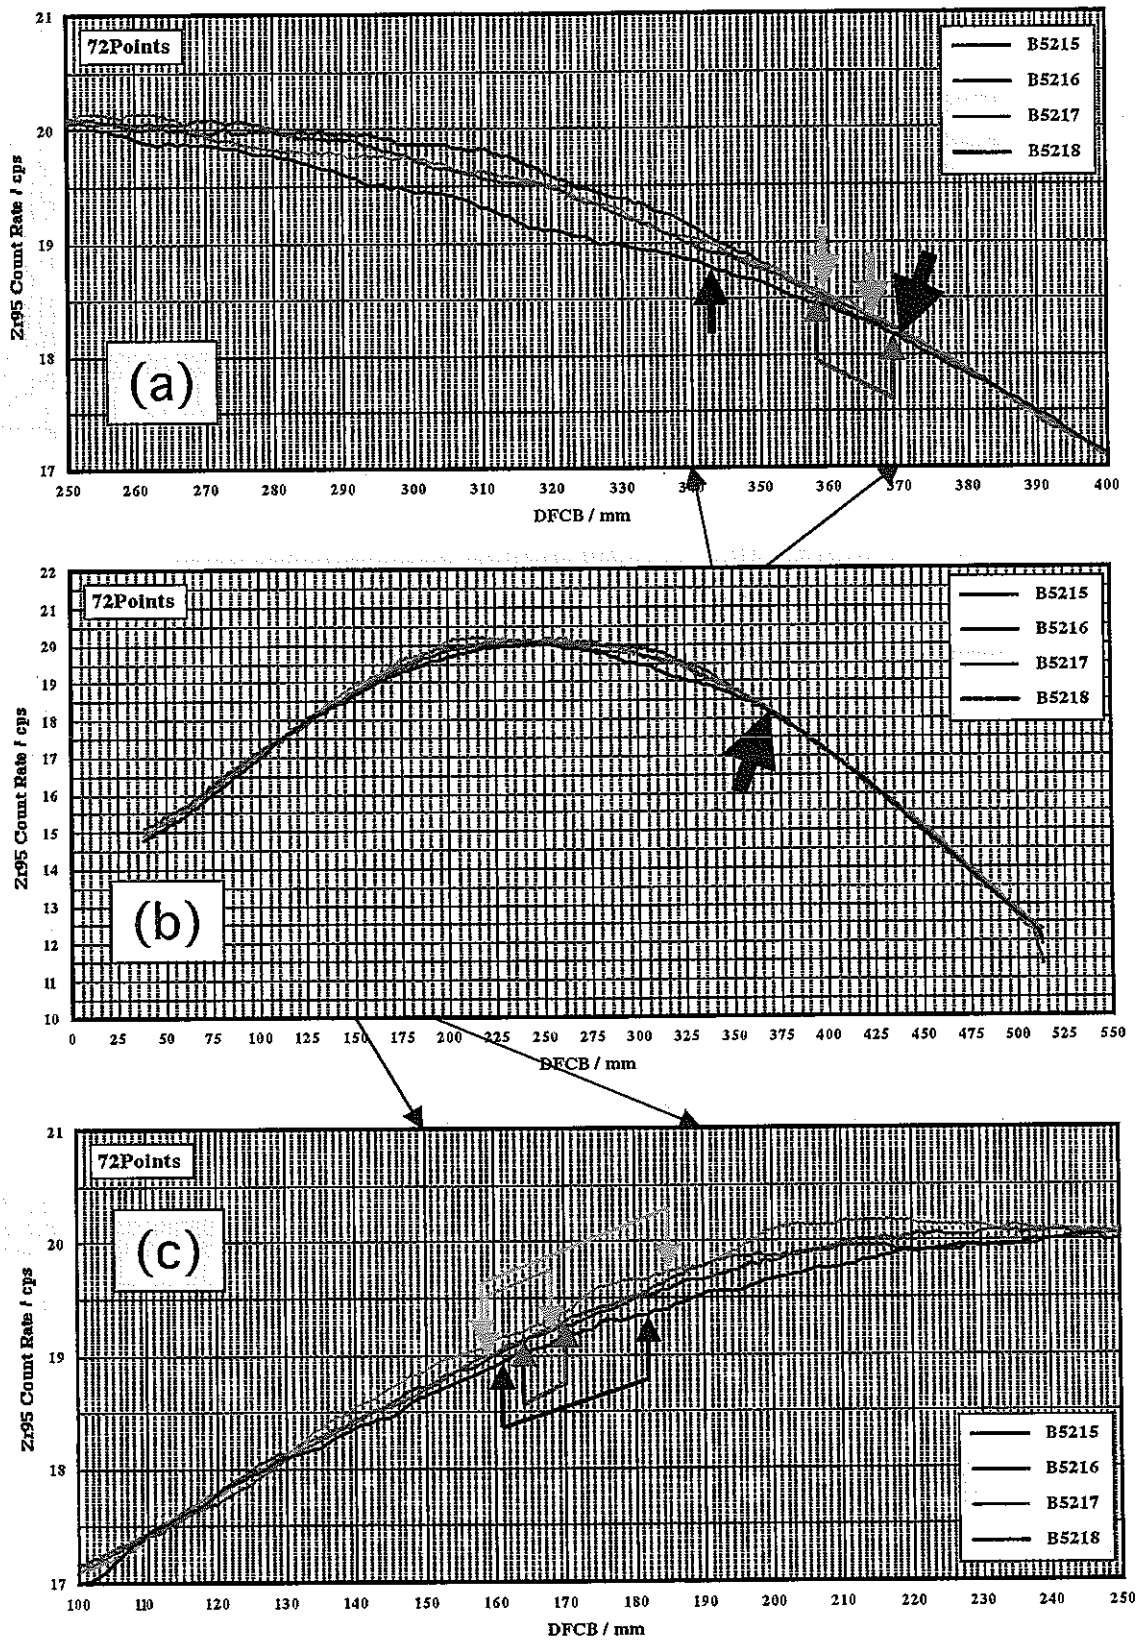 21
72Points
B5215
B5216
B5217
B5218
20
19
18
17
Zr95 Count Rate / cps
(a)
250 260 270 280 290 300 310 320 330 340 350 360 370 380 390 400
DFCB / mm
22
21
20
19
18
17
16
15
14
13
12
11
10
72Points
B5215
B5216
B5217
B5218
Zr95 Count Rate / cps
(b)
0 25 50 75 100 125 150 175 200 225 250 275 300 325 350 375 400 425 450 475 500 525 550
DFCB / mm
21
72Points
20
19
18
17
Zr95 Count Rate / cps
(c)
B5215
B5216
B5217
B5218
100 110 120 130 140 150 160 170 180 190 200 210 220 230 240 250
DFCB / mm